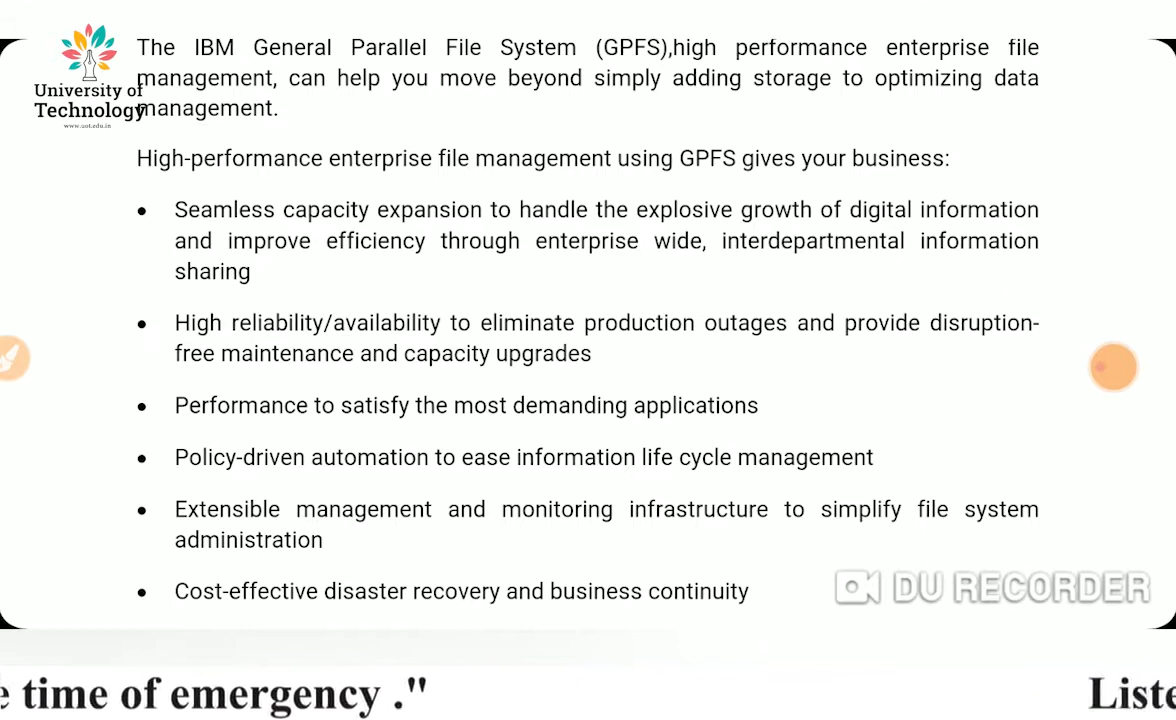 The IBM General Parallel File System (GPFS),high performance enterprise file
management, can help you move beyond simply adding storage to optimizing data
management.
University of
Technology
www.uot.edu.in
High-performance enterprise file management using GPFS gives your business:
• Seamless capacity expansion to handle the explosive growth of digital information
and improve efficiency through enterprise wide, interdepartmental information
sharing
• High reliability/availability to eliminate production outages and provide disruption-
free maintenance and capacity upgrades
• Performance to satisfy the most demanding applications
• Policy-driven automation to ease information life cycle management
• Extensible management and monitoring infrastructure to simplify file system
administration
• Cost-effective disaster recovery and business continuity
DU RECORDER
time of emergency ."